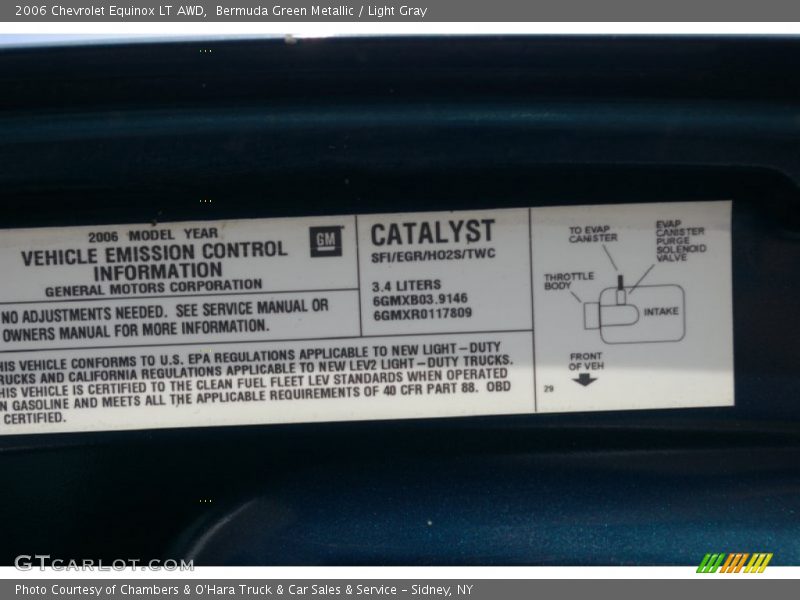 2006 Chevrolet Equinox LT AWD, Bermuda Green Metallic / Light Gray
2006 MODEL YEAR
VEHICLE EMISSION CONTROL
INFORMATION
GENERAL MOTORS CORPORATION
GM
NO ADJUSTMENTS NEEDED. SEE SERVICE MANUAL OR
OWNERS MANUAL FOR MORE INFORMATION.
CATALYST
SFI/EGR/HO2S/TWC
3.4 LITERS
6GMXB03.9146
6GMXR0117809
HIS VEHICLE CONFORMS TO U.S. EPA REGULATIONS APPLICABLE TO NEW LIGHT-DUTY
RUCKS AND CALIFORNIA REGULATIONS APPLICABLE TO NEW LEV2 LIGHT-DUTY TRUCKS.
HIS VEHICLE IS CERTIFIED TO THE CLEAN FUEL FLEET LEV STANDARDS WHEN OPERATED
N GASOLINE AND MEETS ALL THE APPLICABLE REQUIREMENTS OF 40 CFR PART 88. OBD
CERTIFIED.
TO EVAP
CANISTER
EVAP
CANISTER
PURGE
SOLENOID
VALVE
THROTTLE
BODY
INTAKE
FRONT
OF VEH
29
GTCARLOT.COM
Photo Courtesy of Chambers & O'Hara Truck & Car Sales & Service - Sidney, NY